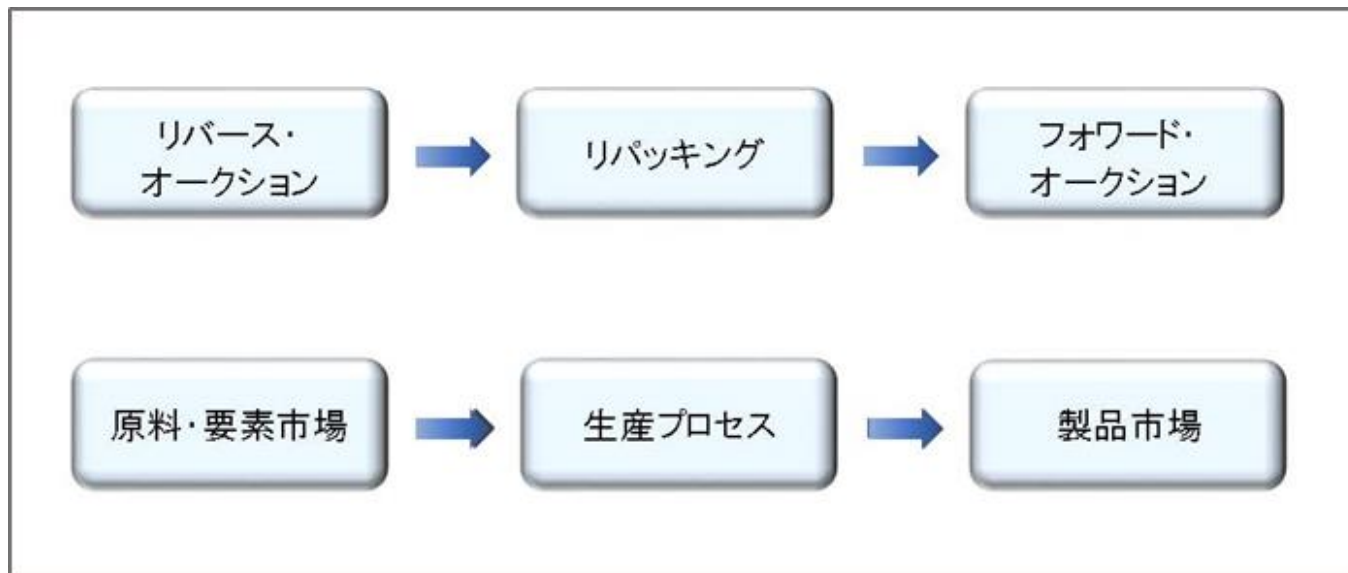 リバース・
オークション
リパッキング
フォワード・
オークション
原料・要素市場
生産プロセス
製品市場